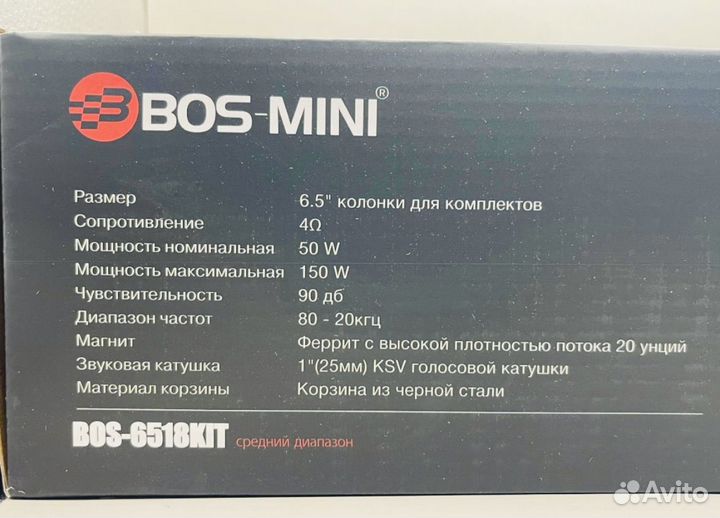 BBOS-MINI®
Размер 6.5" колонки для комплектов
Сопротивление 4Ω
Мощность номинальная 50 W
Мощность максимальная 150 W
Чувствительность 90 дб
Диапазон частот 80 - 20кгц
Магнит Феррит с высокой плотностью потока 20 унций
Звуковая катушка 1"(25мм) KSV голосовой катушки
Материал корзины Корзина из черной стали
BOS-6518KIT средний диапазон
Avito